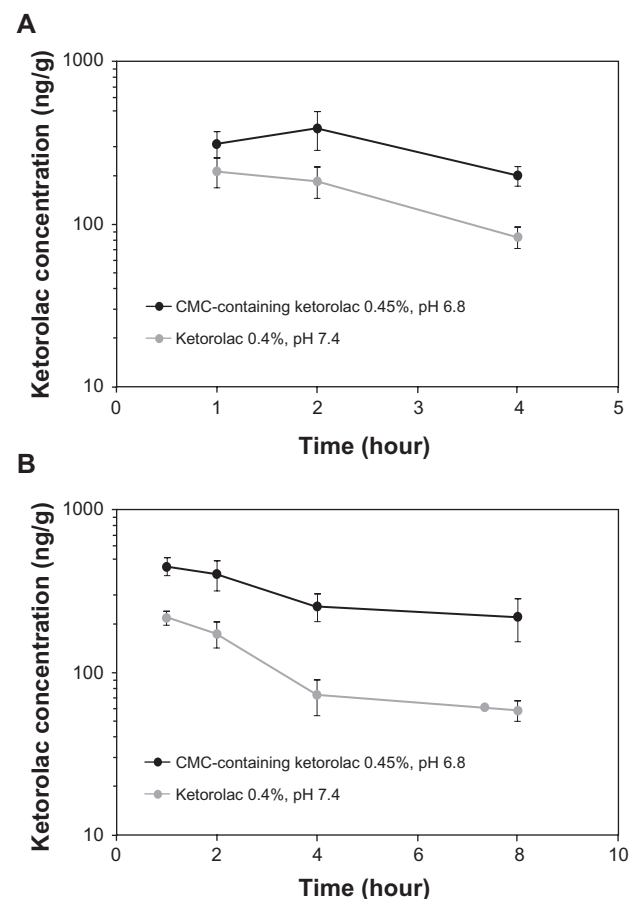 A
Ketorolac concentration (ng/g)
1000
100
10
CMC-containing ketorolac 0.45%, pH 6.8
Ketorolac 0.4%, pH 7.4
0 1 2 3 4 5
Time (hour)
B
Ketorolac concentration (ng/g)
1000
100
10
CMC-containing ketorolac 0.45%, pH 6.8
Ketorolac 0.4%, pH 7.4
0 2 4 6 8 10
Time (hour)